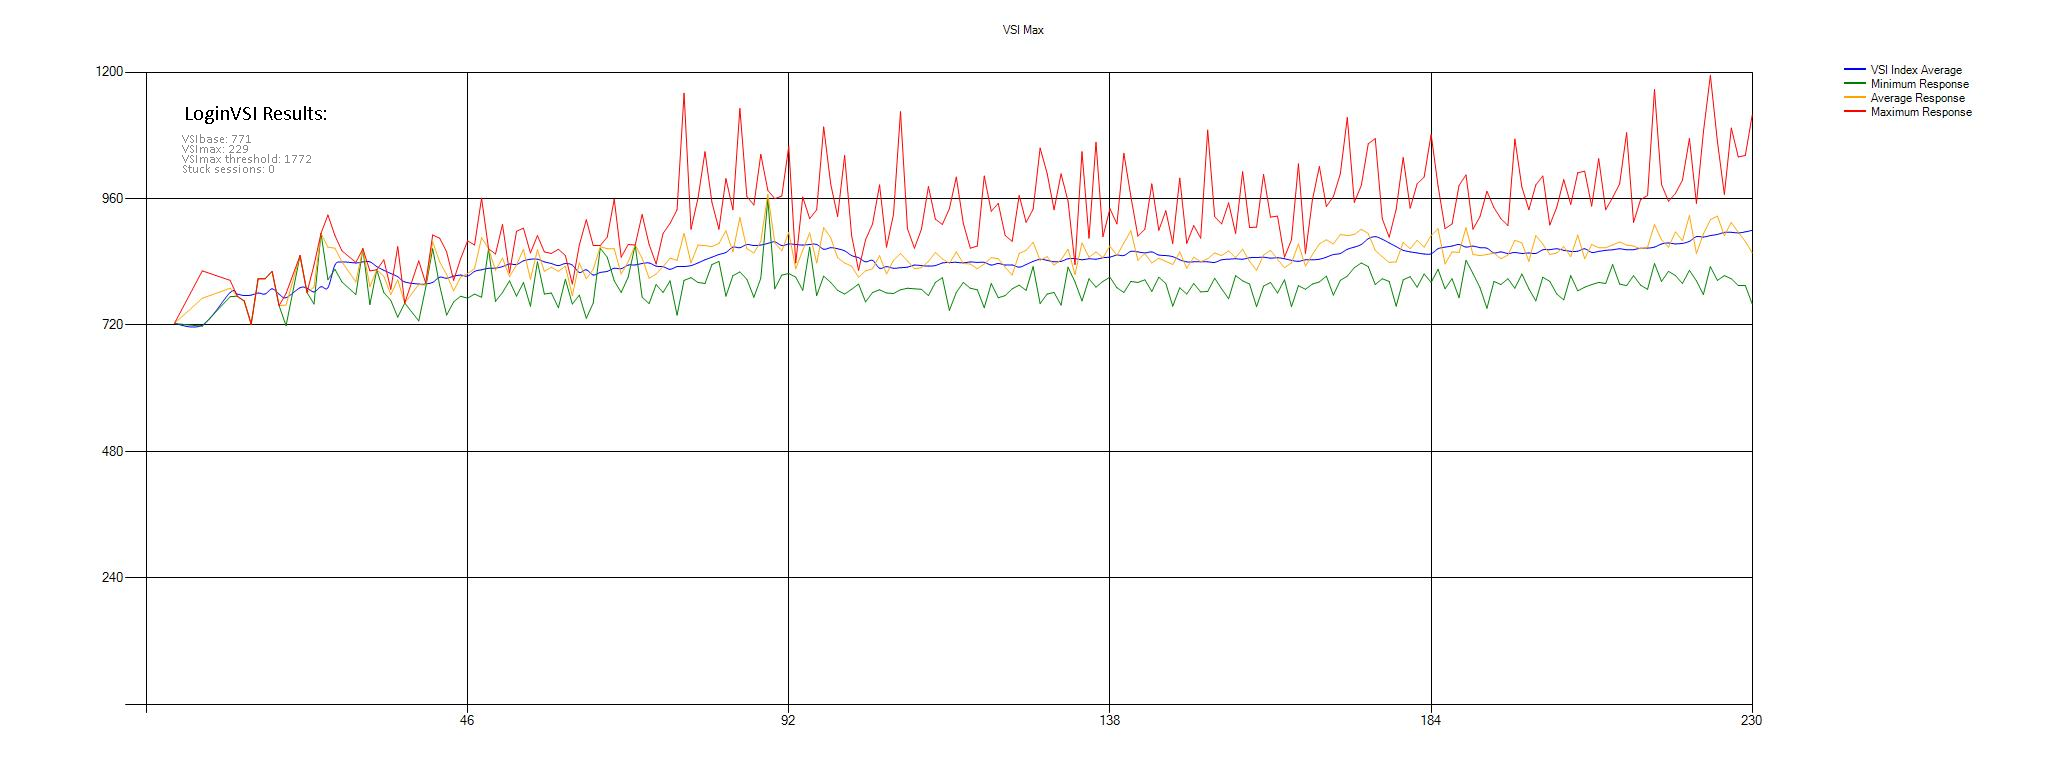 VSI Max
1200
960
720
480
240
LoginVSI Results:
VSIbase: 771
VSImax: 229
VSImax threshold: 1772
Stuck sessions: 0
46
92
138
184
230
VSI Index Average
Minimum Response
Average Response
Maximum Response